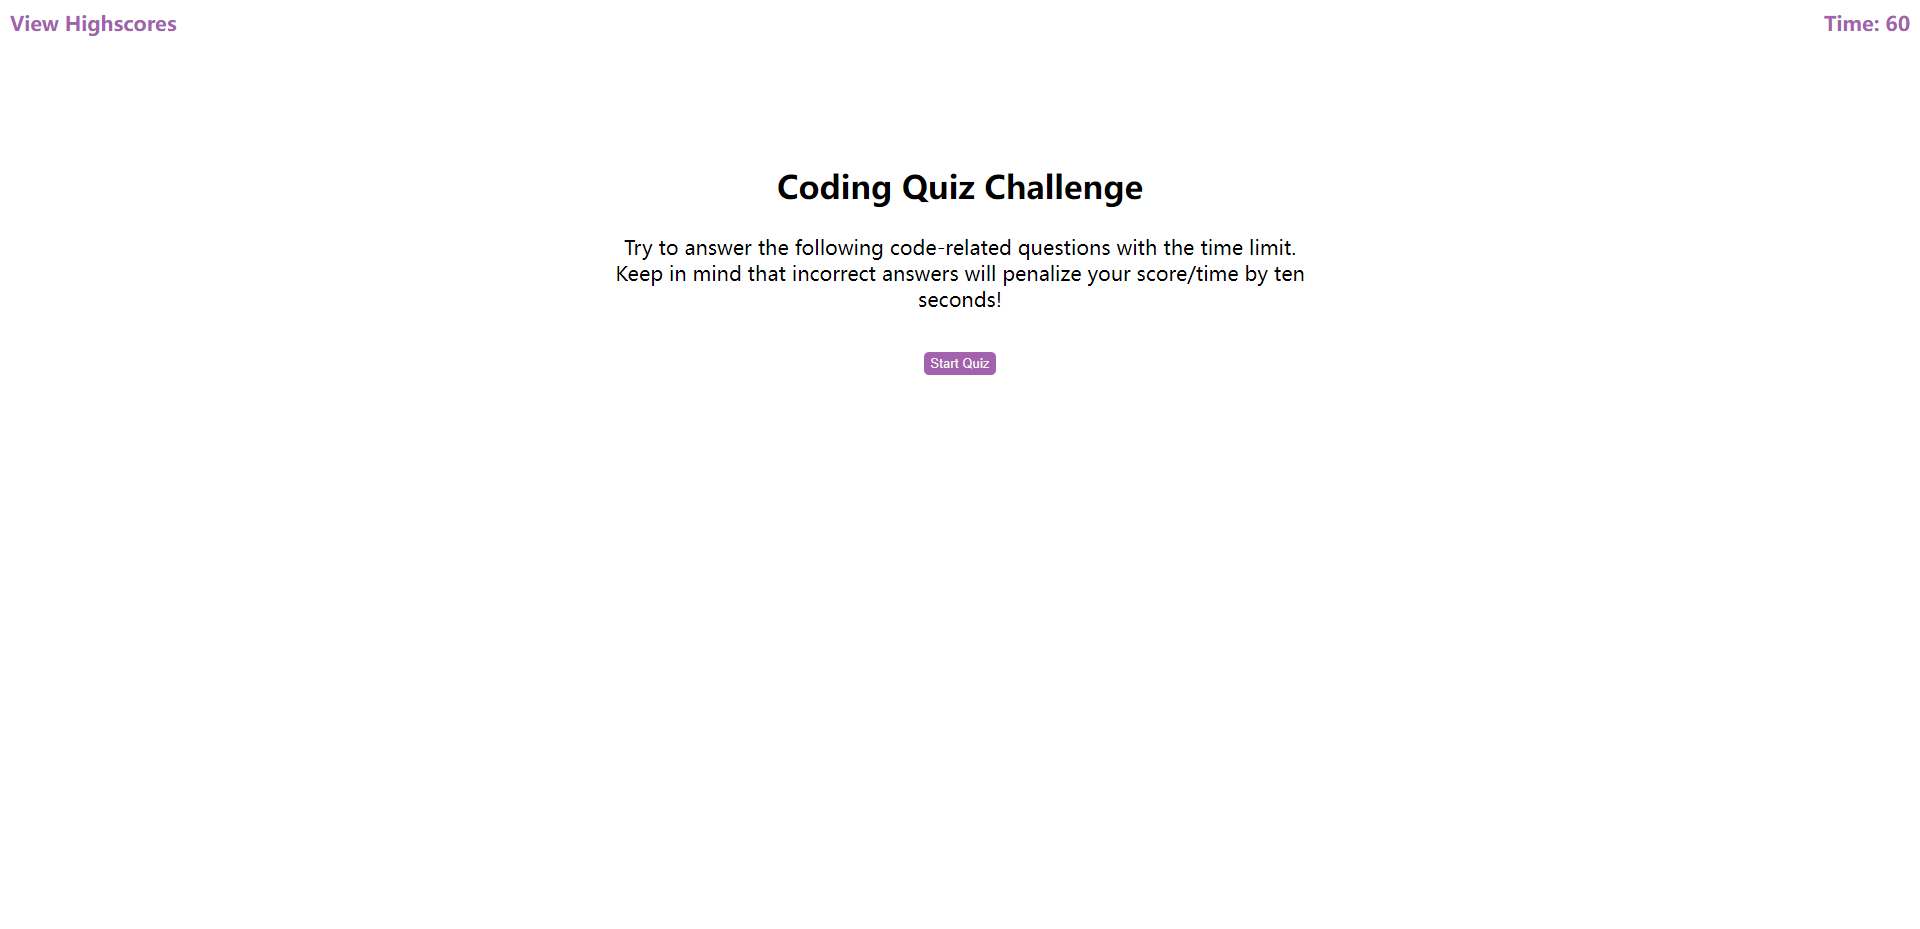 View Highscores
Time: 60
Coding Quiz Challenge
Try to answer the following code-related questions with the time limit.
Keep in mind that incorrect answers will penalize your score/time by ten
seconds!
Start Quiz